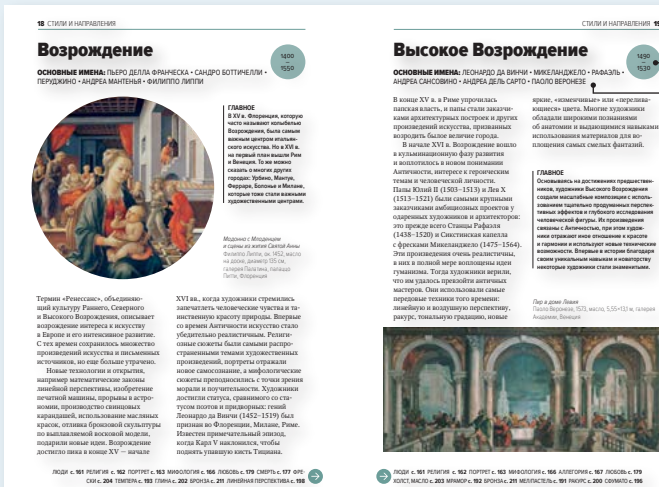 18 СТИЛИ И НАПРАВЛЕНИЯ
Возрождение
1400
–
1550
ОСНОВНЫЕ ИМЕНА: ПЬЕРО ДЕЛЛА ФРАНЧЕСКА • САНДРО БОТТИЧЕЛЛИ •
ПЕРУДЖИНО • АНДРЕА МАНТЕНЬЯ • ФИЛИППО ЛИППИ
ГЛАВНОЕ
В XV в. Флоренция, которую
часто называют колыбелью
Возрождения, была самым
важным центром итальян-
ского искусства. Но в XVI в.
на первый план вышли Рим
и Венеция. То же можно
сказать о многих других
городах: Урбино, Мантуе,
Ферраре, Болонье и Милане,
которые тоже стали важными
художественными центрами.
Мадонна с Младенцем
и сцены из жития Святой Анны
Филиппо Липпи, ок. 1452, масло
на доске, диаметр 135 см,
галерея Палатина, палаццо
Питти, Флоренция
Термин «Ренессанс», объединяю-
щий культуру Раннего, Северного
и Высокого Возрождения, описывает
возрождение интереса к искусству
в Европе и его интенсивное развитие.
С тех времен сохранилось множество
произведений искусства и письменных
источников, но еще больше утрачено.
Новые технологии и открытия,
например математические законы
линейной перспективы, изобретение
печатной машины, прорывы в астро-
номии, производство свинцовых
карандашей, использование масляных
красок, отливка бронзовой скульптуры
по выплавляемой восковой модели,
подарили новые идеи. Возрождение
достигло пика в конце XV — начале
XVI вв., когда художники стремились
запечатлеть человеческие чувства и та-
инственную красоту природы. Впервые
со времен Античности искусство стало
убедительно реалистичным. Религи-
озные сюжеты были самыми распро-
страненными темами художественных
произведений, портреты отражали
новое самосознание, а мифологические
сюжеты преподносились с точки зрения
морали и поучительности. Художники
достигли статуса, сравнимого со ста-
тусом поэтов и придворных: гений
Леонардо да Винчи (1452–1519) был
признан во Флоренции, Милане, Риме.
Известен примечательный эпизод,
когда Карл V наклонился, чтобы
поднять упавшую кисть Тициана.
ЛЮДИ с. 161 РЕЛИГИЯ с. 162 ПОРТРЕТ с. 163 МИФОЛОГИЯ с. 166 ЛЮБОВЬ с. 179 СМЕРТЬ с. 177 ФРЕ-
СКИ с. 204 ТЕМПЕРА с. 193 ГЛИНА с. 202 БРОНЗА с. 211 ЛИНЕЙНАЯ ПЕРСПЕКТИВА с. 198
СТИЛИ И НАПРАВЛЕНИЯ 19
Высокое Возрождение
1490
–
1530
ОСНОВНЫЕ ИМЕНА: ЛЕОНАРДО ДА ВИНЧИ • МИКЕЛАНДЖЕЛО • РАФАЭЛЬ •
АНДРЕА САНСОВИНО • АНДРЕА ДЕЛЬ САРТО • ПАОЛО ВЕРОНЕЗЕ
В конце XV в. в Риме упрочилась
папская власть, и папы стали заказчи-
ками архитектурных построек и других
произведений искусства, призванных
возродить былое величие города.
В начале XVI в. Возрождение вошло
в кульминационную фазу развития
и воплотилось в новом понимании
Античности, интересе к героическим
темам и человеческой личности.
Папы Юлий II (1503–1513) и Лев X
(1513–1521) были самыми крупными
заказчиками амбициозных проектов у
одаренных художников и архитекторов:
это прежде всего Станцы Рафаэля
(1438–1520) и Сикстинская капелла
с фресками Микеланджело (1475–1564).
Эти произведения очень реалистичны,
в них в полной мере воплощены идеи
гуманизма. Тогда художники верили,
что им удалось превзойти античных
мастеров. Они использовали самые
передовые техники того времени:
линейную и воздушную перспективу,
ракурс, тональную градацию, новые
яркие, «изменчивые» или «перелива-
ющиеся» цвета. Многие художники
обладали широкими познаниями
об анатомии и выдающимися навыками
использования материалов для во-
площения самых смелых фантазий.
ГЛАВНОЕ
Основываясь на достижениях предшествен-
ников, художники Высокого Возрождения
создали масштабные композиции с исполь-
зованием тщательно продуманных перспек-
тивных эффектов и глубокого исследования
человеческой фигуры. Их произведения
связаны с Античностью, при этом худож-
ники отражают иное отношение к красоте
и гармонии и используют новые технические
возможности. Впервые в истории благодаря
своим уникальным навыкам и новаторству
некоторые художники стали знаменитыми.
Пир в доме Левия
Паоло Веронезе, 1573, масло, 5,55×13,1 м, галерея
Академии, Венеция
ЛЮДИ с. 161 РЕЛИГИЯ с. 162 ПОРТРЕТ с. 163 МИФОЛОГИЯ с. 166 АЛЛЕГОРИЯ с. 167 ЛЮБОВЬ с. 179
ХОЛСТ, МАСЛО с. 203 МРАМОР с. 192 БРОНЗА с. 211 МЕЛ/ПАСТЕЛЬ с. 191 РАКУРС с. 200 СФУМАТО с. 196